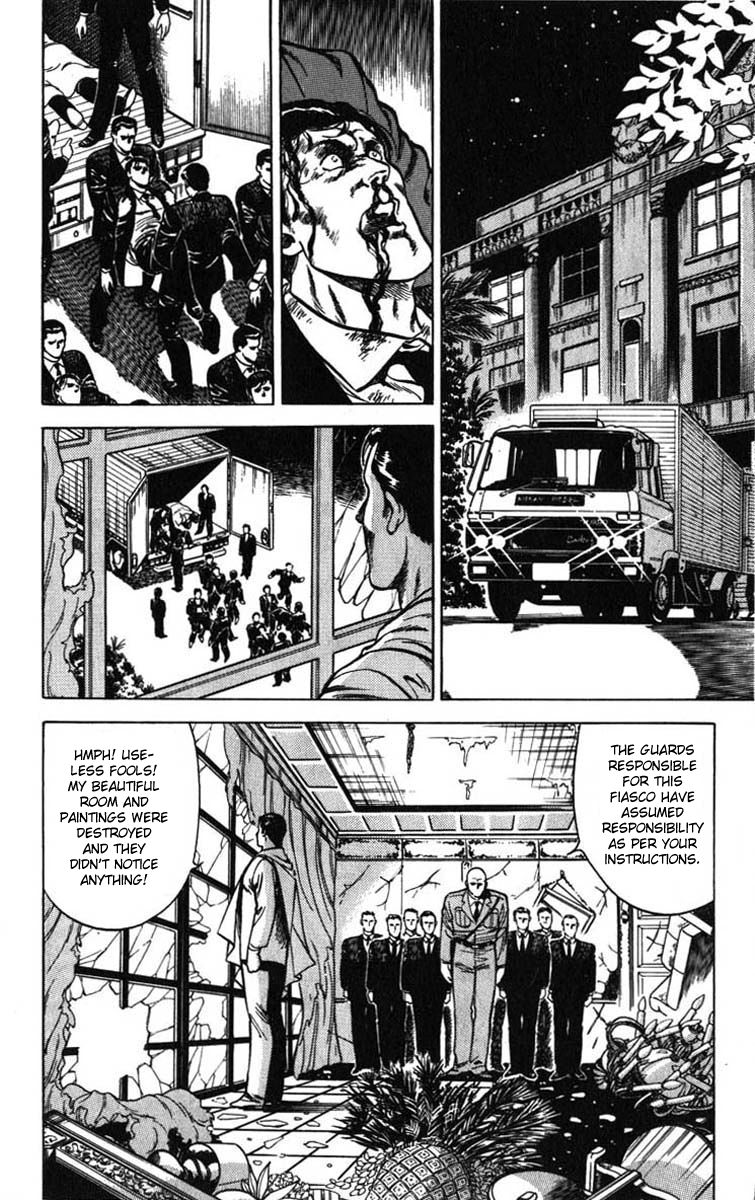 THE GUARDS
RESPONSIBLE
FOR THIS
FIASCO HAVE
ASSUMED
RESPONSIBILITY
AS PER YOUR
INSTRUCTIONS.
HMPH! USE-
LESS FOOLS!
MY BEAUTIFUL
ROOM AND
PAINTINGS WERE
DESTROYED
AND THEY
DIDN'T NOTICE
ANYTHING!